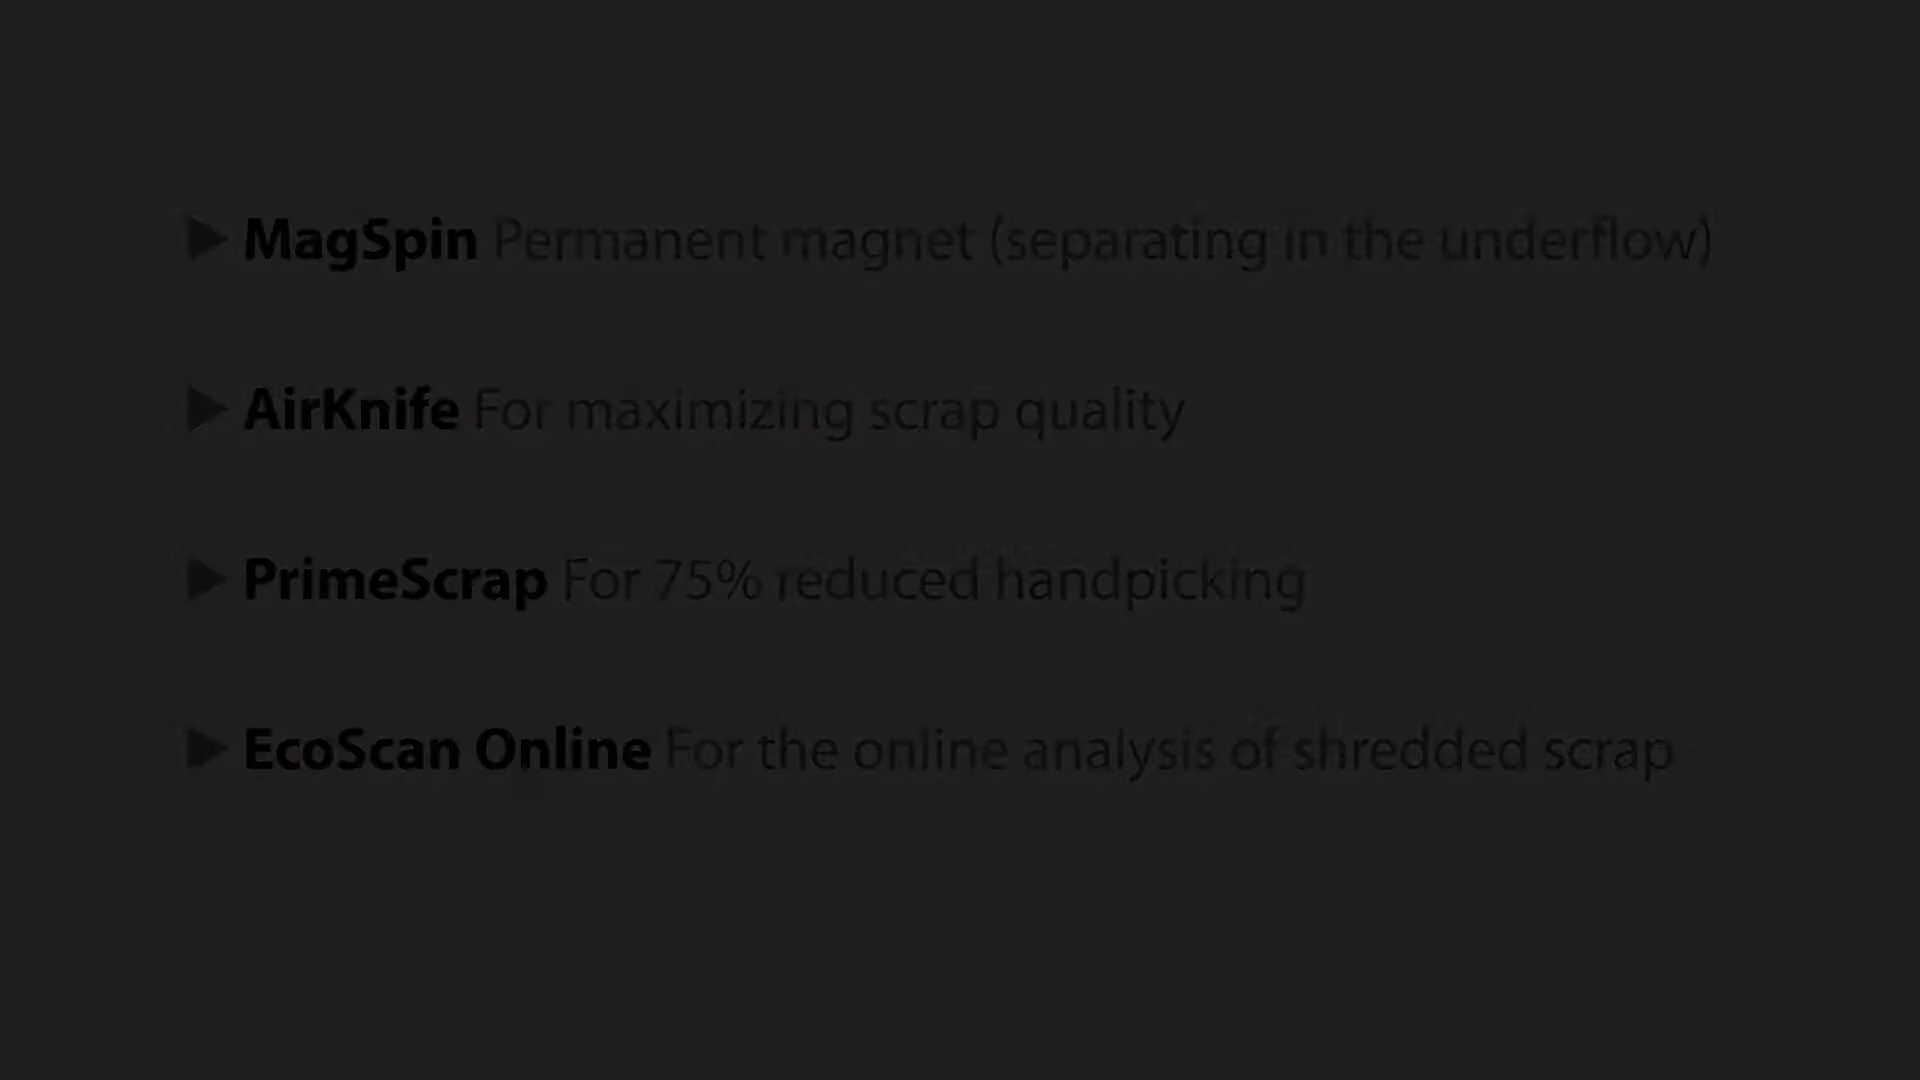 ▶ MagSpin Permanent magnet (separating in the underflow)
▶ AirKnife For maximizing scrap quality
▶ PrimeScrap For 75% reduced handpicking
▶ EcoScan Online For the online analysis of shredded scrap